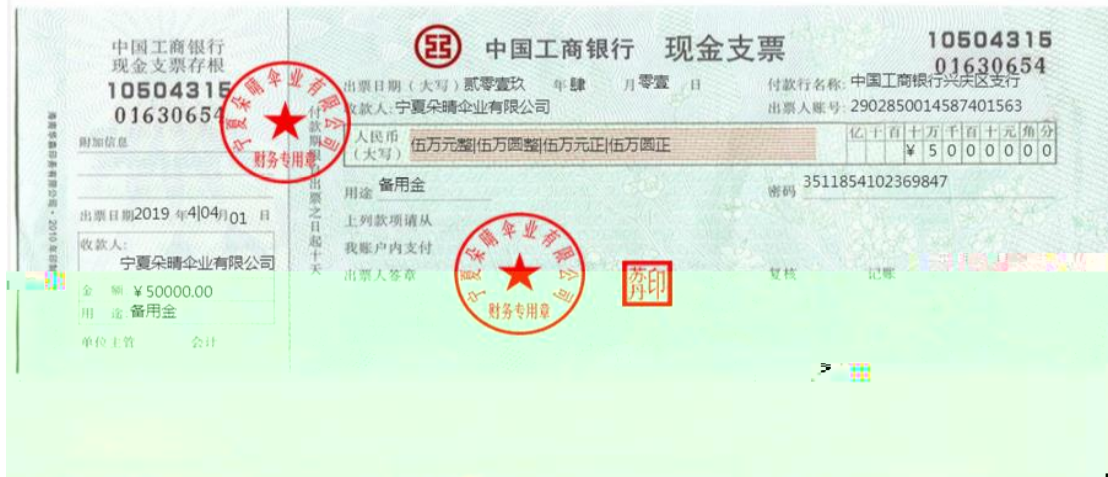 中国工商银行
现金支票存根
10504315
01630654
附加信息
出票日期2019 年4|04月01 日
收款人:
宁夏朵晴伞业有限公司
金 额 ¥50000.00
用 途 备用金
单位主管 会计
付款期限自出票之日起十天
中国工商银行 现金支票
10504315
01630654
出票日期(大写)贰零壹玖 年肆 月零壹 日
付款行名称: 中国工商银行兴庆区支行
收款人:宁夏朵晴伞业有限公司
出票人账号: 2902850014587401563
人民币
(大写)
伍万元整|伍万圆整|伍万元正|伍万圆正
亿千百十万千百十元角分
¥5000000
用途 备用金
密码 3511854102369847
上列款项请从
我账户内支付
出票人签章
复核 记账
宁夏朵晴伞业有限公司
财务专用章
宁夏朵晴伞业有限公司
财务专用章
苏丹印